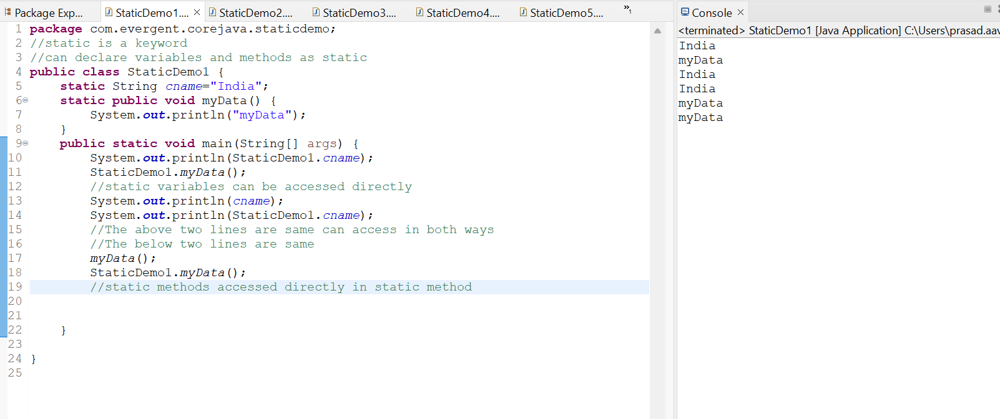 Package Exp... StaticDemo1.... StaticDemo2.... StaticDemo3.... StaticDemo4.... StaticDemo5.... »1
1 package com.evergent.corejava.staticdemo;
2 //static is a keyword
3 //can declare variables and methods as static
4 public class StaticDemo1 {
5     static String cname="India";
6     static public void myData() {
7         System.out.println("myData");
8     }
9     public static void main(String[] args) {
10         System.out.println(StaticDemo1.cname);
11         StaticDemo1.myData();
12         //static variables can be accessed directly
13         System.out.println(cname);
14         System.out.println(StaticDemo1.cname);
15         //The above two lines are same can access in both ways
16         //The below two lines are same
17         myData();
18         StaticDemo1.myData();
19         //static methods accessed directly in static method
20
21
22     }
23
24 }
25
Console
<terminated> StaticDemo1 [Java Application] C:\Users\prasad.aav
India
myData
India
India
myData
myData